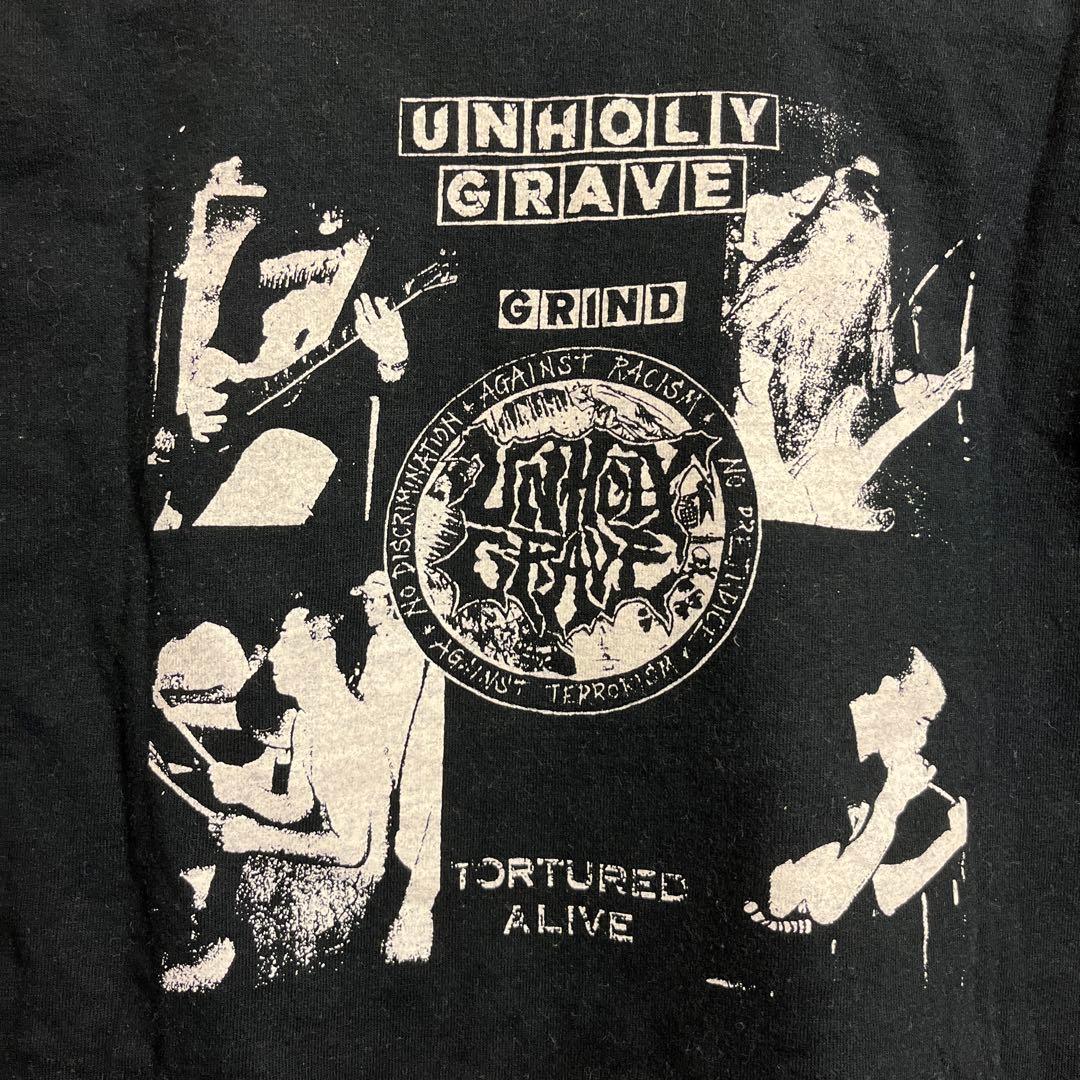 UNHOLY
GRAVE
GRIND
NO DISCRIMINATION • AGAINST RACISM • NO PREJUDICE •
AGAINST TERRORISM •
UNHOLY
GRAVE
TORTURED
ALIVE